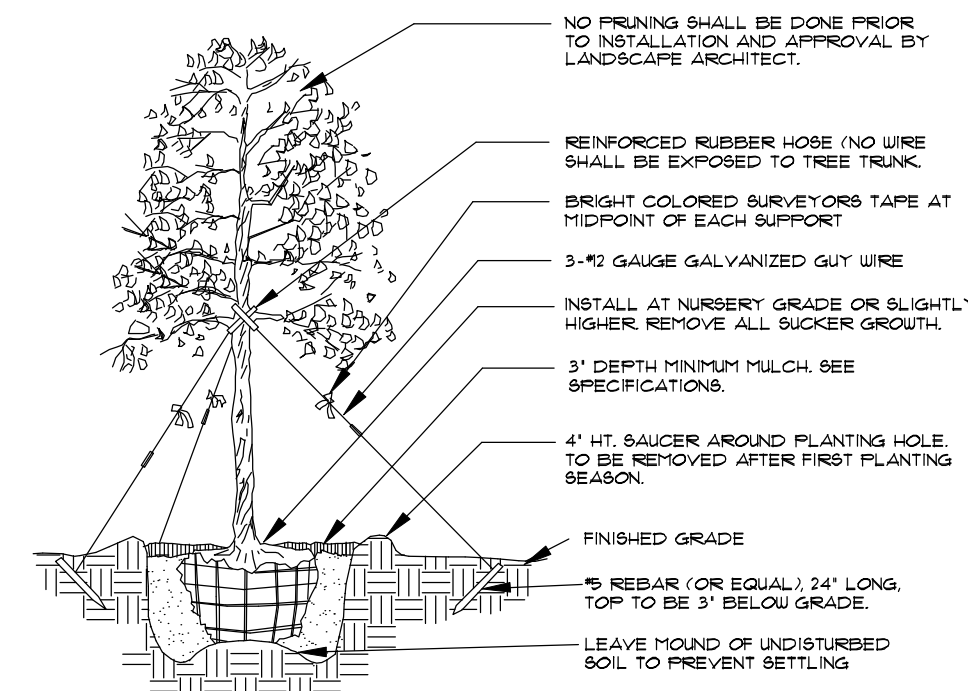 NO PRUNING SHALL BE DONE PRIOR
TO INSTALLATION AND APPROVAL BY
LANDSCAPE ARCHITECT.
REINFORCED RUBBER HOSE (NO WIRE
SHALL BE EXPOSED TO TREE TRUNK.
BRIGHT COLORED SURVEYORS TAPE AT
MIDPOINT OF EACH SUPPORT
3-#12 GAUGE GALVANIZED GUY WIRE
INSTALL AT NURSERY GRADE OR SLIGHTLY
HIGHER. REMOVE ALL SUCKER GROWTH.
3" DEPTH MINIMUM MULCH. SEE
SPECIFICATIONS.
4" HT. SAUCER AROUND PLANTING HOLE.
TO BE REMOVED AFTER FIRST PLANTING
SEASON.
FINISHED GRADE
#5 REBAR (OR EQUAL), 24" LONG,
TOP TO BE 3" BELOW GRADE.
LEAVE MOUND OF UNDISTURBED
SOIL TO PREVENT SETTLING